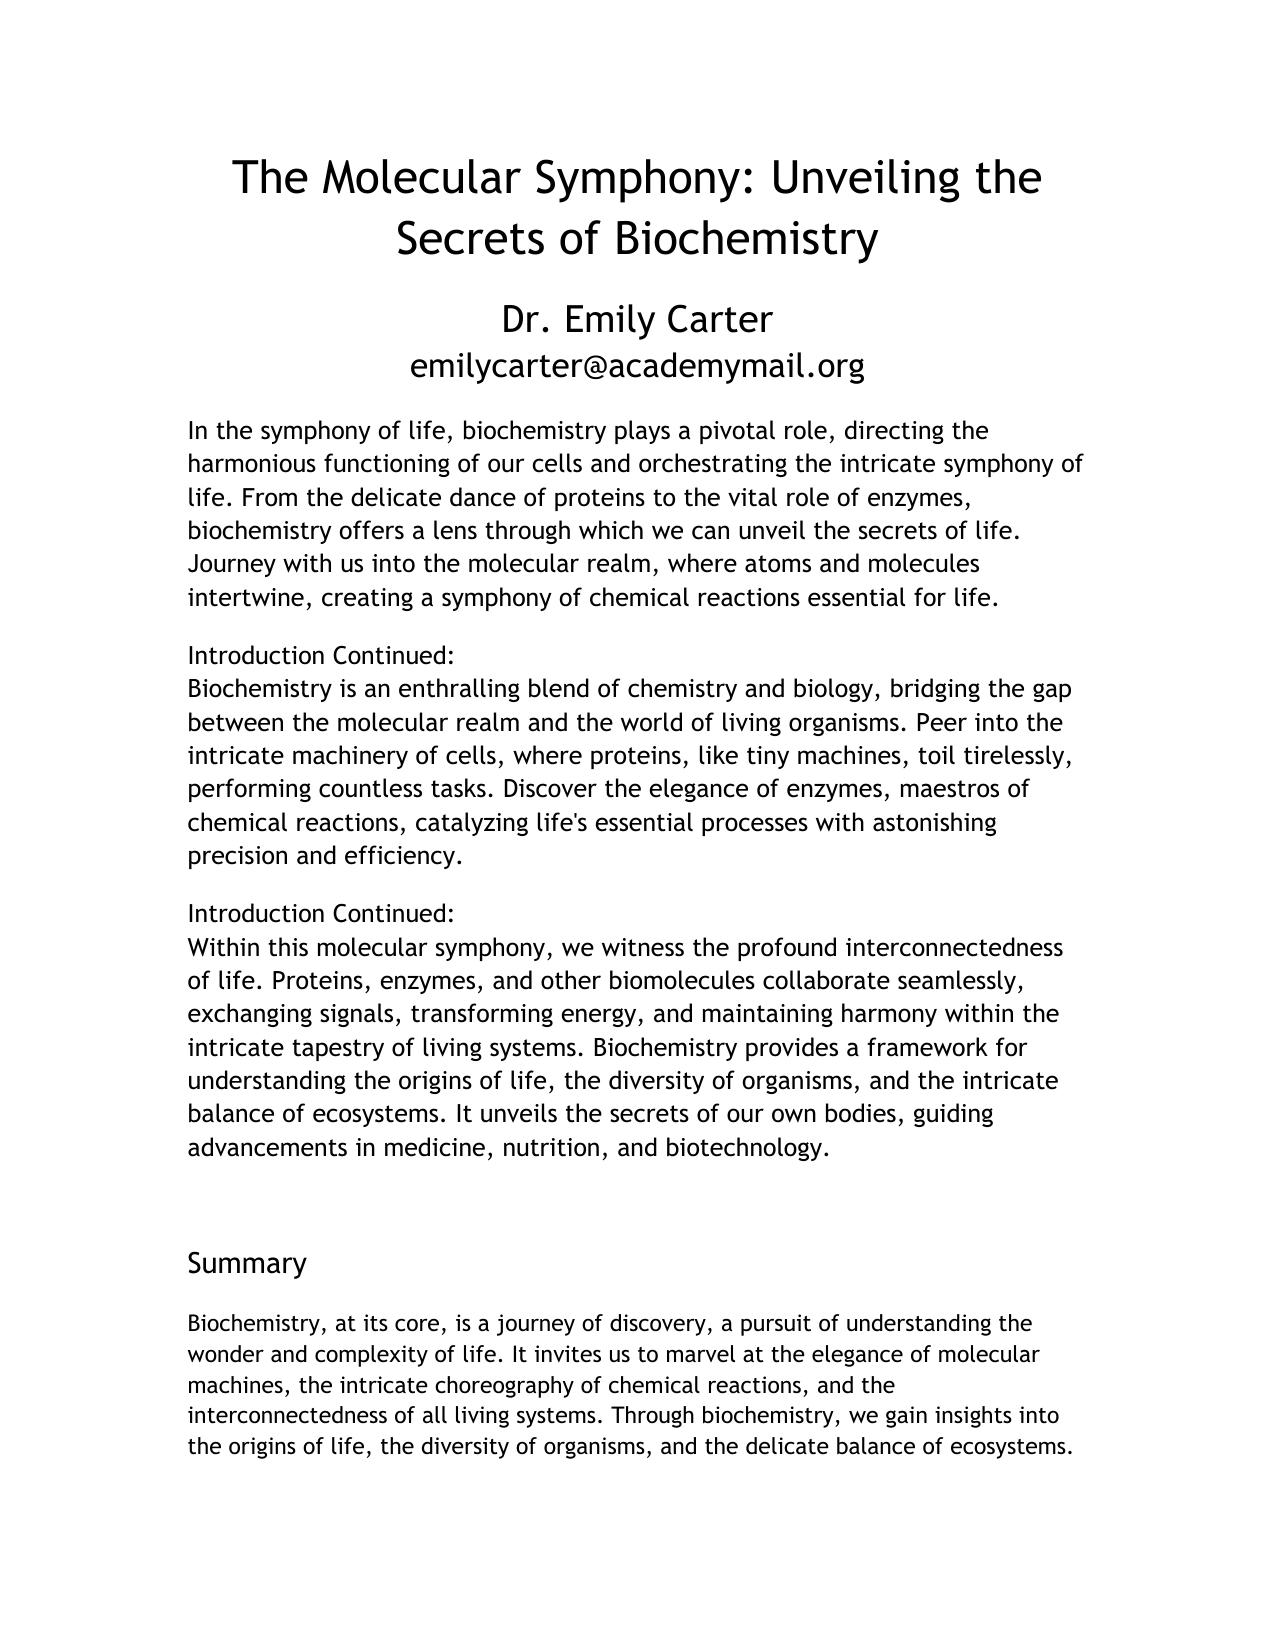 The Molecular Symphony: Unveiling the
Secrets of Biochemistry
Dr. Emily Carter
emilycarter@academymail.org
In the symphony of life, biochemistry plays a pivotal role, directing the
harmonious functioning of our cells and orchestrating the intricate symphony of
life. From the delicate dance of proteins to the vital role of enzymes,
biochemistry offers a lens through which we can unveil the secrets of life.
Journey with us into the molecular realm, where atoms and molecules
intertwine, creating a symphony of chemical reactions essential for life.
Introduction Continued:
Biochemistry is an enthralling blend of chemistry and biology, bridging the gap
between the molecular realm and the world of living organisms. Peer into the
intricate machinery of cells, where proteins, like tiny machines, toil tirelessly,
performing countless tasks. Discover the elegance of enzymes, maestros of
chemical reactions, catalyzing life's essential processes with astonishing
precision and efficiency.
Introduction Continued:
Within this molecular symphony, we witness the profound interconnectedness
of life. Proteins, enzymes, and other biomolecules collaborate seamlessly,
exchanging signals, transforming energy, and maintaining harmony within the
intricate tapestry of living systems. Biochemistry provides a framework for
understanding the origins of life, the diversity of organisms, and the intricate
balance of ecosystems. It unveils the secrets of our own bodies, guiding
advancements in medicine, nutrition, and biotechnology.
Summary
Biochemistry, at its core, is a journey of discovery, a pursuit of understanding the
wonder and complexity of life. It invites us to marvel at the elegance of molecular
machines, the intricate choreography of chemical reactions, and the
interconnectedness of all living systems. Through biochemistry, we gain insights into
the origins of life, the diversity of organisms, and the delicate balance of ecosystems.